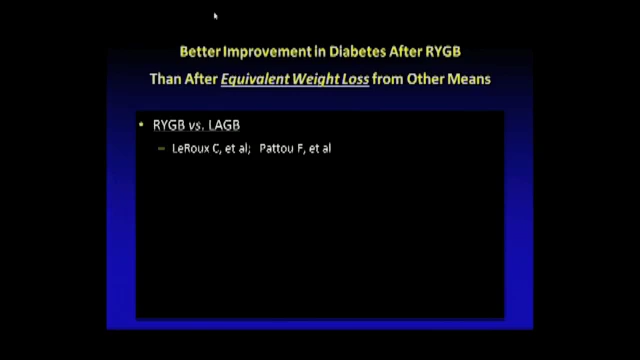 Better Improvement in Diabetes After RYGB
Than After Equivalent Weight Loss from Other Means
• RYGB vs. LAGB
– LeRoux C, et al; Pattou F, et al